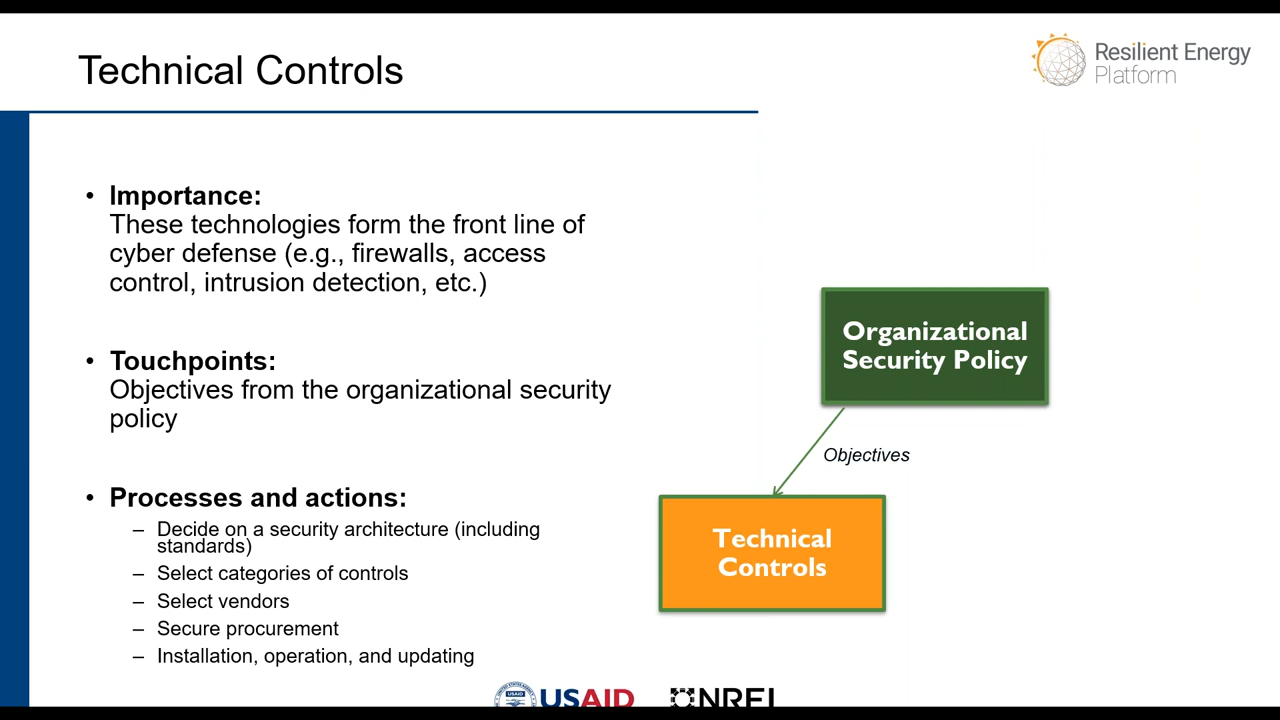 Technical Controls
Resilient Energy
Platform
• Importance:
These technologies form the front line of
cyber defense (e.g., firewalls, access
control, intrusion detection, etc.)
• Touchpoints:
Objectives from the organizational security
policy
• Processes and actions:
– Decide on a security architecture (including
standards)
– Select categories of controls
– Select vendors
– Secure procurement
– Installation, operation, and updating
Organizational
Security Policy
Objectives
Technical
Controls
USAID
NREL